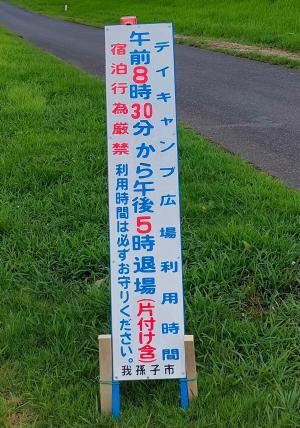 デイキャンプ広場利用時間
午前8時30分から午後5時退場(片付け含)
宿泊行為厳禁
利用時間は必ずお守りください。
我孫子市